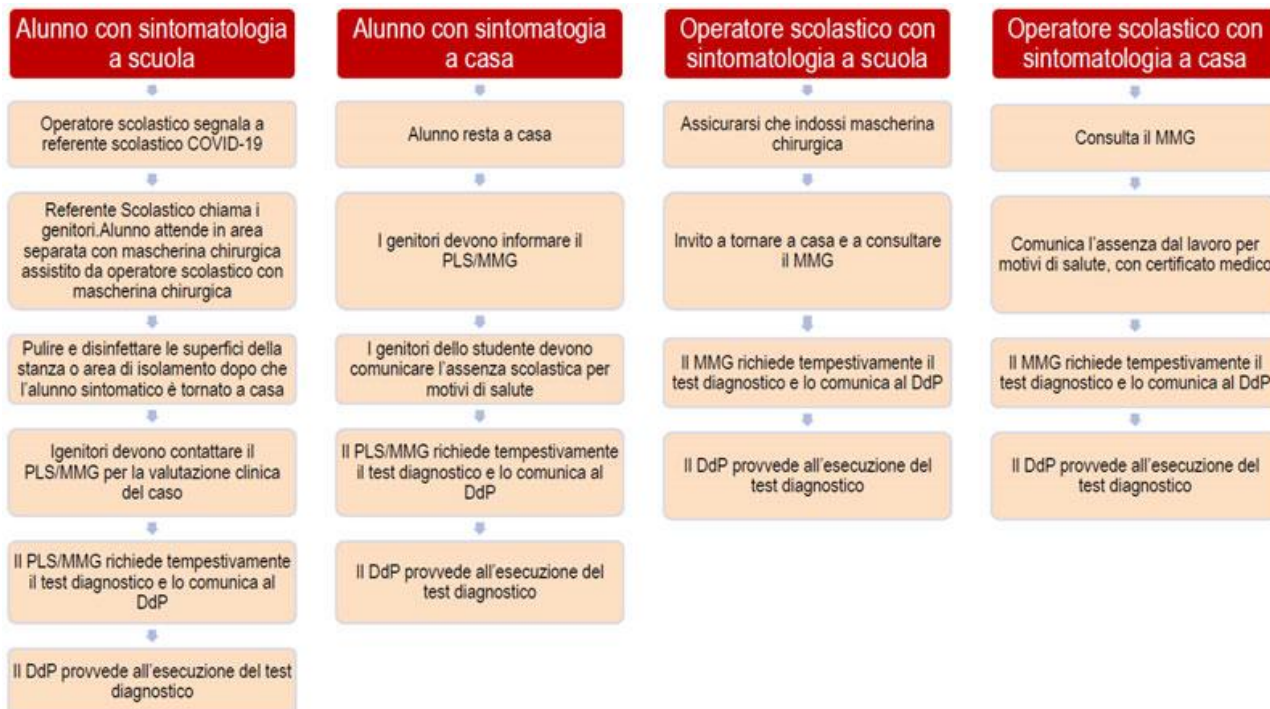 Alunno con sintomatologia
a scuola
Operatore scolastico segnala a
referente scolastico COVID-19
Referente Scolastico chiama i
genitori.Alunno attende in area
separata con mascherina chirurgica
assistito da operatore scolastico con
mascherina chirurgica
Pulire e disinfettare le superfici della
stanza o area di isolamento dopo che
l'alunno sintomatico è tornato a casa
Igenitori devono contattare il
PLS/MMG per la valutazione clinica
del caso
Il PLS/MMG richiede tempestivamente
il test diagnostico e lo comunica al
DdP
Il DdP provvede all'esecuzione del test
diagnostico
Alunno con sintomatogia
a casa
Alunno resta a casa
I genitori devono informare il
PLS/MMG
I genitori dello studente devono
comunicare l'assenza scolastica per
motivi di salute
Il PLS/MMG richiede tempestivamente
il test diagnostico e lo comunica al
DdP
Il DdP provvede all'esecuzione del
test diagnostico
Operatore scolastico con
sintomatologia a scuola
Assicurarsi che indossi mascherina
chirurgica
Invito a tornare a casa e a consultare
il MMG
Il MMG richiede tempestivamente il
test diagnostico e lo comunica al DdP
Il DdP provvede all'esecuzione del
test diagnostico
Operatore scolastico con
sintomatologia a casa
Consulta il MMG
Comunica l'assenza dal lavoro per
motivi di salute, con certificato medico
Il MMG richiede tempestivamente il
test diagnostico e lo comunica al DdP
Il DdP provvede all'esecuzione del
test diagnostico